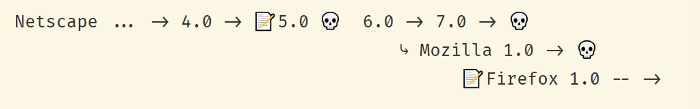 Netscape ... → 4.0 → 📝5.0 💀 6.0 → 7.0 → 💀
↳ Mozilla 1.0 → 💀
📝Firefox 1.0 -- →